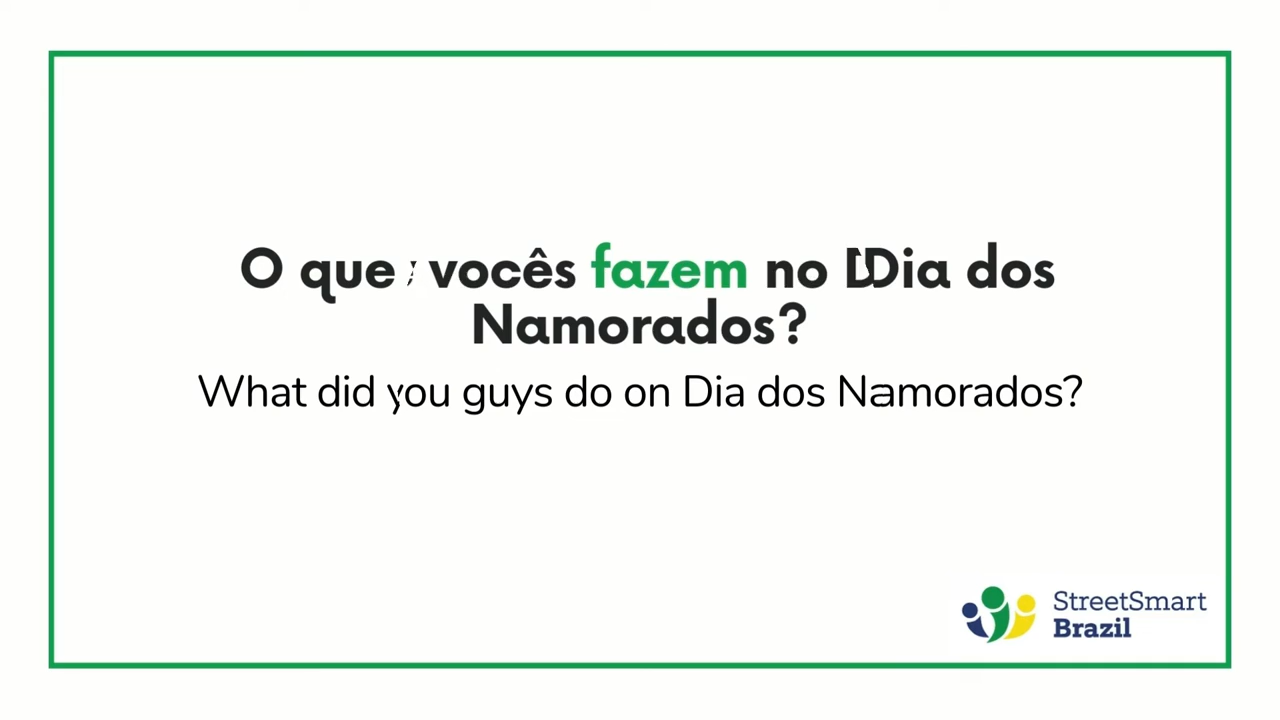 O que vocês fazem no Dia dos
Namorados?
What did you guys do on Dia dos Namorados?
StreetSmart
Brazil